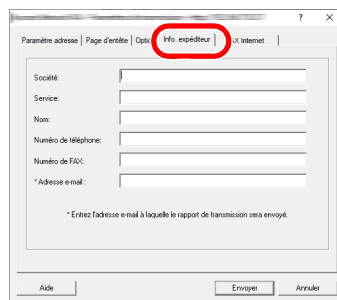 ? ×
Paramètre adresse Page d'entête Optic Info. expéditeur X Internet
Société:
Service:
Nom:
Numéro de téléphone:
Numéro de FAX:
* Adresse e-mail :
* Entrez l'adresse e-mail à laquelle le rapport de transmission sera envoyé.
Aide Envoyer Annuler